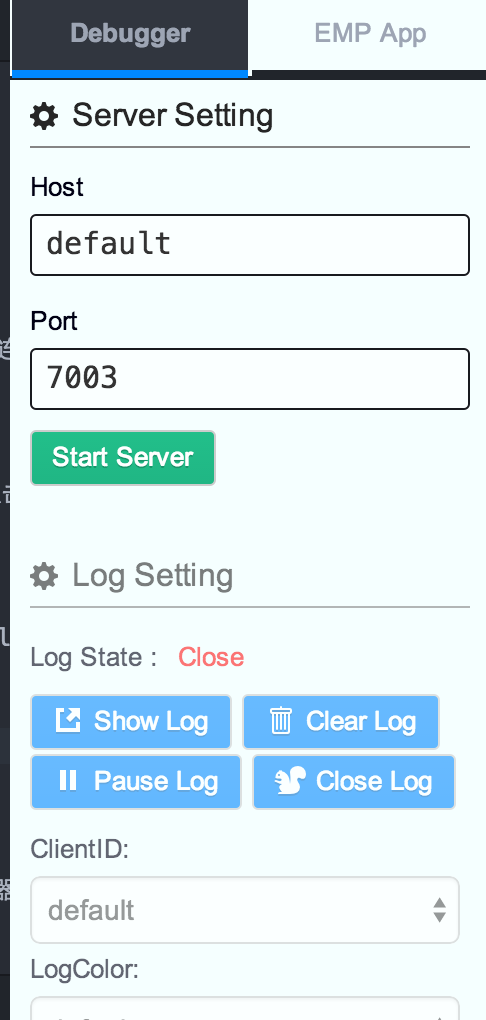 Debugger EMP App
Server Setting
Host
default
Port
7003
Start Server
Log Setting
Log State : Close
Show Log Clear Log
Pause Log Close Log
ClientID:
default
LogColor: